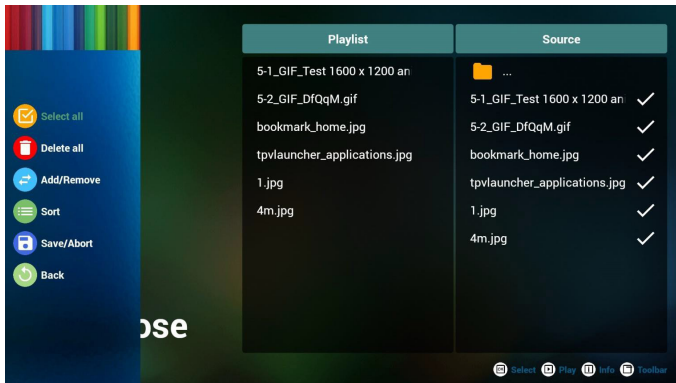 Playlist
Source
5-1_GIF_Test 1600 x 1200 an
5-2_GIF_DfQqM.gif
bookmark_home.jpg
tpvlauncher_applications.jpg
1.jpg
4m.jpg
...
5-1_GIF_Test 1600 x 1200 an
5-2_GIF_DfQqM.gif
bookmark_home.jpg
tpvlauncher_applications.jpg
1.jpg
4m.jpg
Select all
Delete all
Add/Remove
Sort
Save/Abort
Back
ose
Select Play Info Toolbar